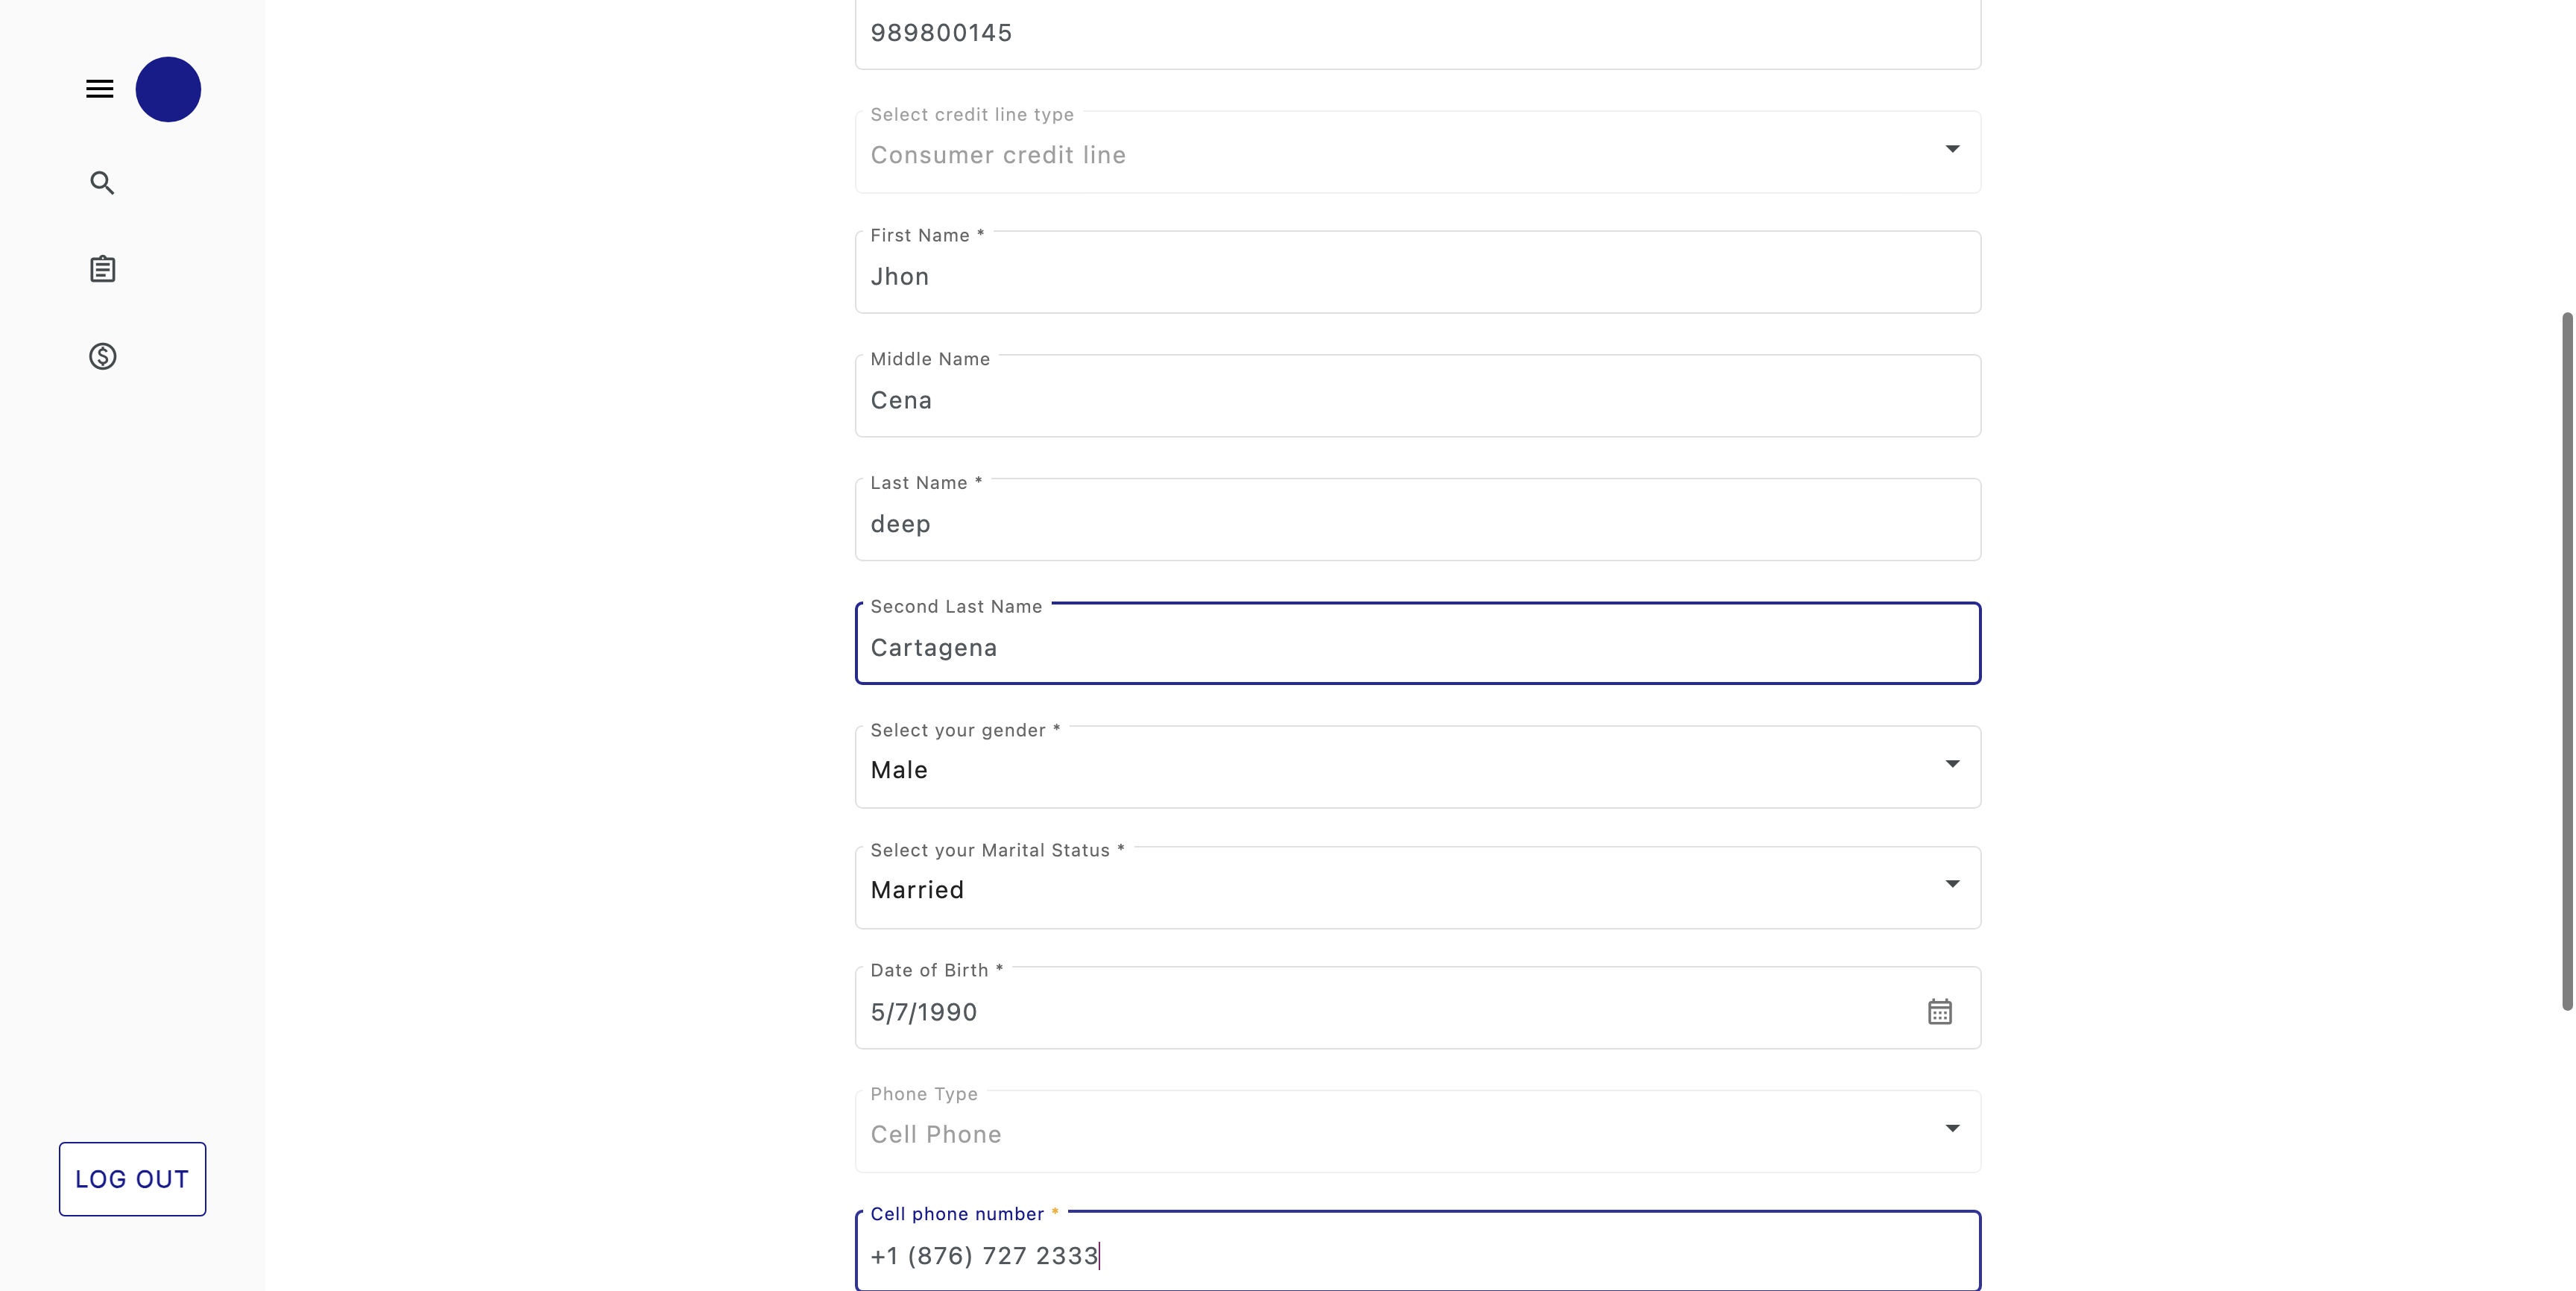 989800145
Select credit line type
Consumer credit line
First Name *
Jhon
Middle Name
Cena
Last Name *
deep
Second Last Name
Cartagena
Select your gender *
Male
Select your Marital Status *
Married
Date of Birth *
5/7/1990
Phone Type
Cell Phone
LOG OUT
Cell phone number *
+1 (876) 727 2333